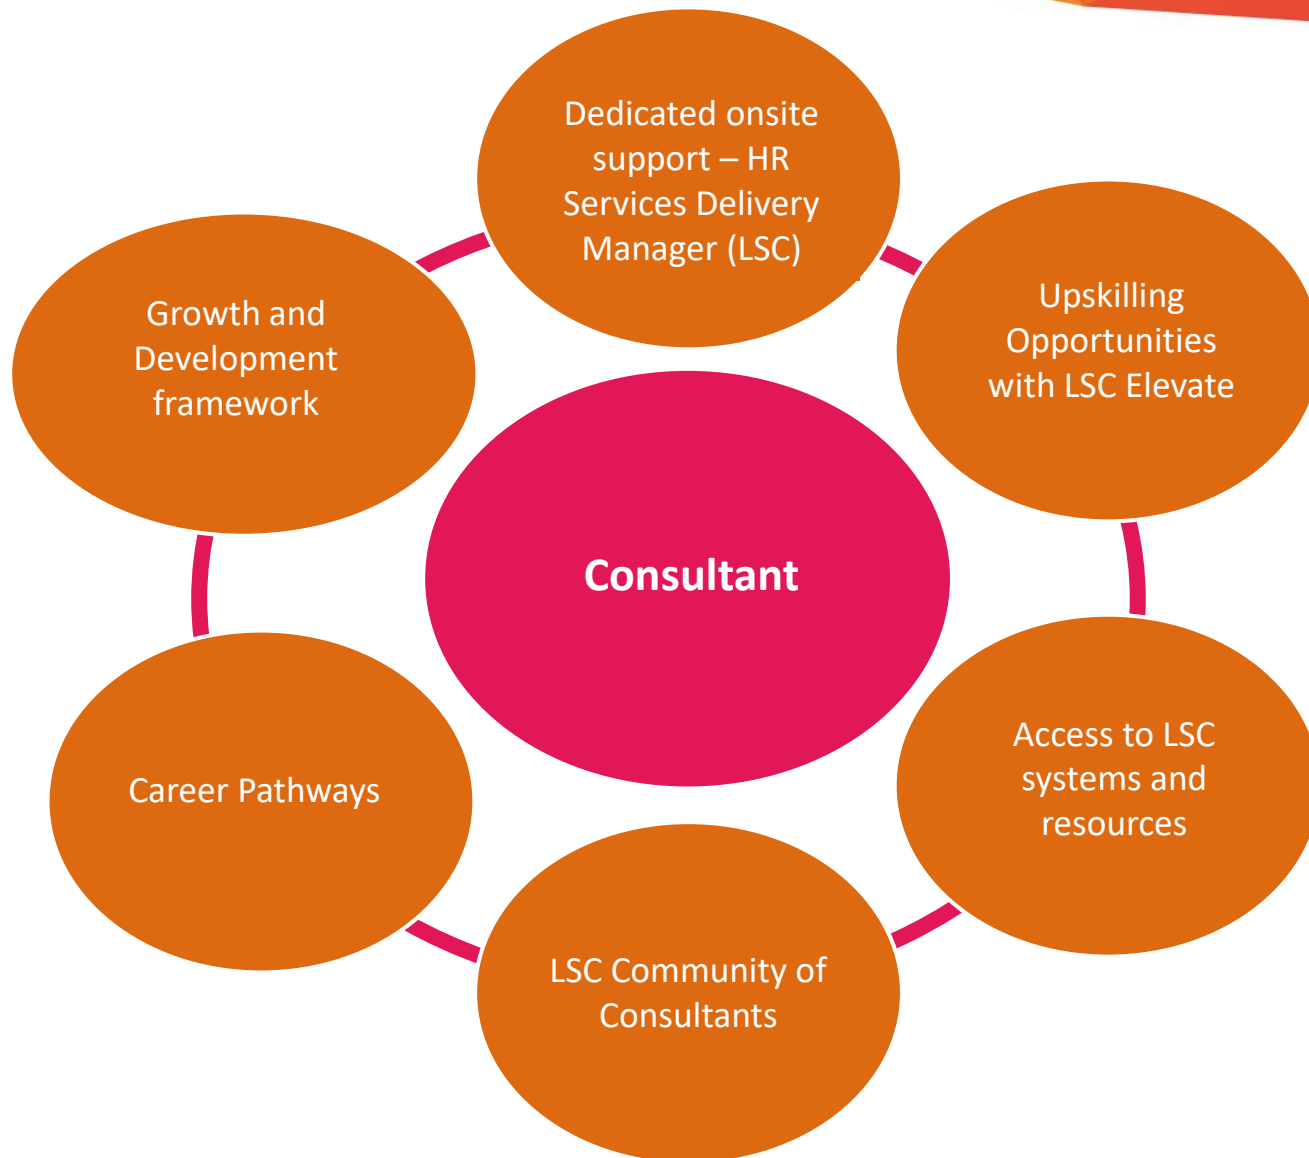 Dedicated onsite
support – HR
Services Delivery
Manager (LSC)
Upskilling
Opportunities
with LSC Elevate
Access to LSC
systems and
resources
LSC Community of
Consultants
Career Pathways
Growth and
Development
framework
Consultant